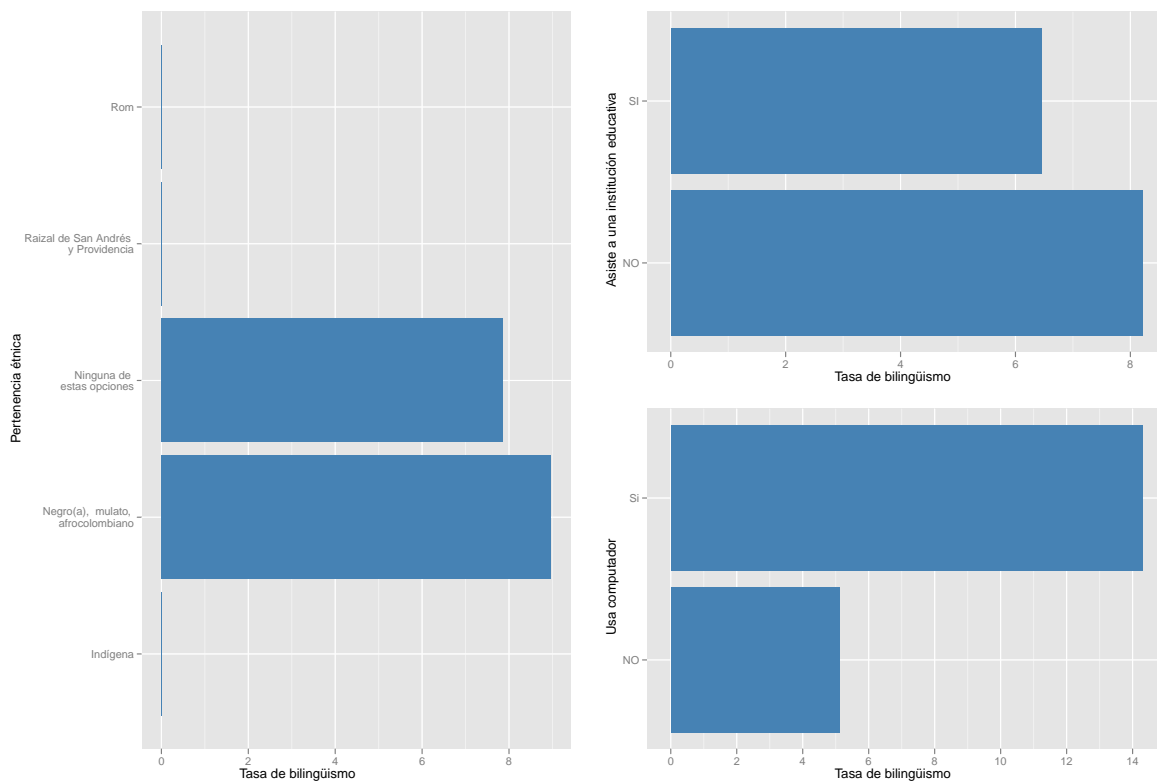 Pertenencia étnica
Rom
Raizal de San Andrés
y Providencia
Ninguna de
estas opciones
Negro(a),  mulato,
afrocolombiano
Indígena
0 2 4 6 8
Tasa de bilingüismo
Asiste a una institución educativa
SI
NO
0 2 4 6 8
Tasa de bilingüismo
Usa computador
Si
NO
0 2 4 6 8 10 12 14
Tasa de bilingüismo